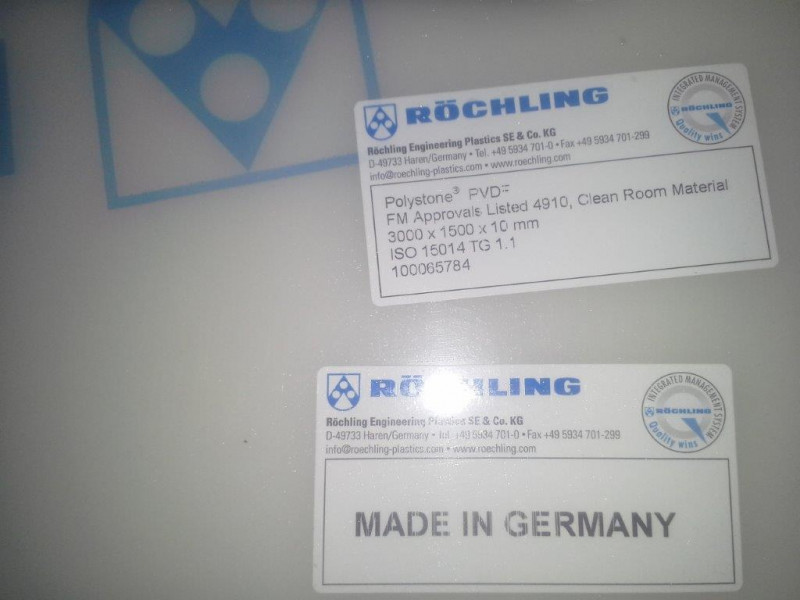 RÖCHLING
INTEGRATED MANAGEMENT SYSTEM
RÖCHLING
Quality wins
Röchling Engineering Plastics SE & Co. KG
D-49733 Haren/Germany • Tel. +49 5934 701-0 • Fax +49 5934 701-299
info@roechling-plastics.com • www.roechling.com
Polystone® PVDF
FM Approvals Listed 4910, Clean Room Material
3000 x 1500 x 10 mm
ISO 15014 TG 1.1
100065784
RÖCHLING
INTEGRATED MANAGEMENT SYSTEM
RÖCHLING
Quality wins
Röchling Engineering Plastics SE & Co. KG
D-49733 Haren/Germany • Tel. +49 5934 701-0 • Fax +49 5934 701-299
info@roechling-plastics.com • www.roechling.com
MADE IN GERMANY